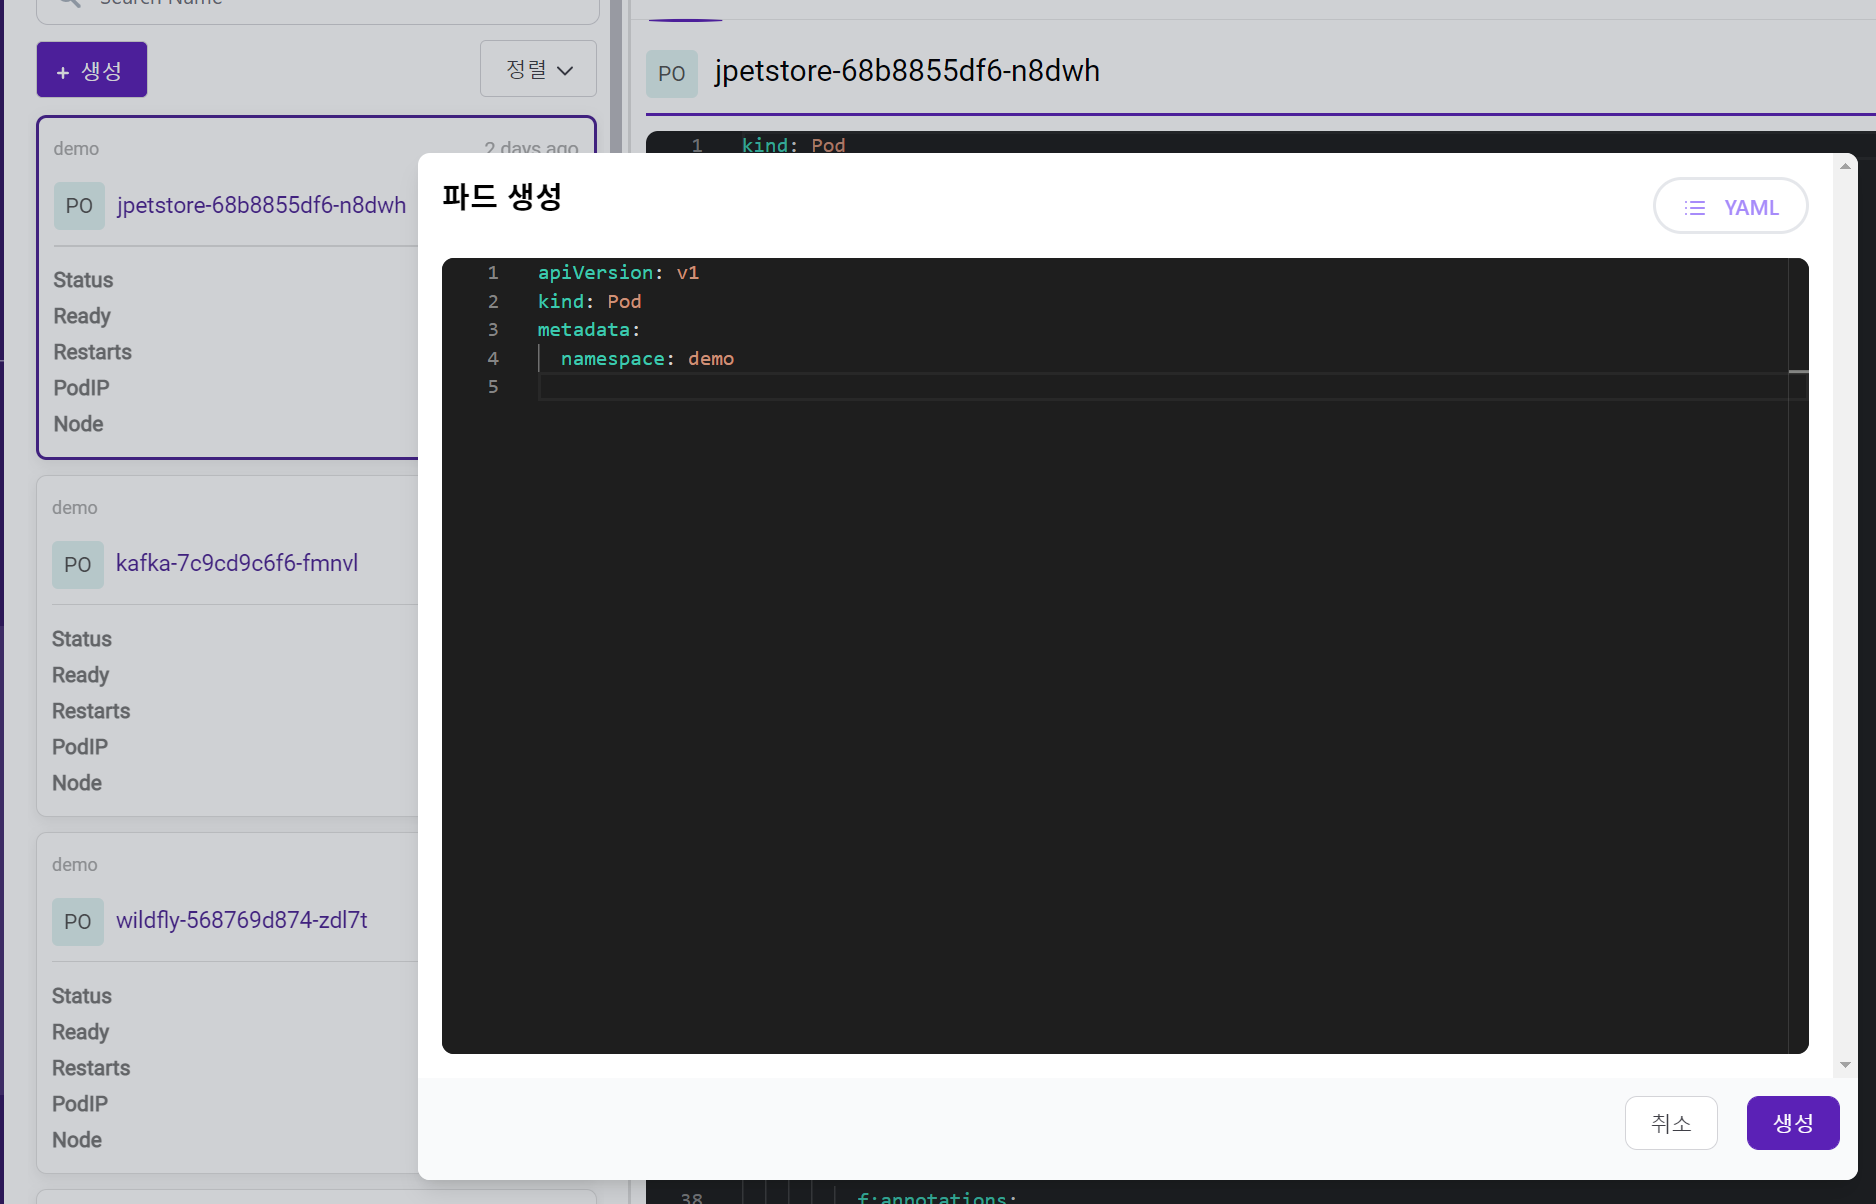 Search Name
+ 생성
정렬
demo
2 days ago
PO
jpetstore-68b8855df6-n8dwh
Status
Ready
Restarts
PodIP
Node
demo
PO
kafka-7c9cd9c6f6-fmnvl
Status
Ready
Restarts
PodIP
Node
demo
PO
wildfly-568769d874-zdl7t
Status
Ready
Restarts
PodIP
Node
PO
jpetstore-68b8855df6-n8dwh
1 kind: Pod
파드 생성
YAML
1 apiVersion: v1
2 kind: Pod
3 metadata:
4 namespace: demo
5
취소
생성
38 f:annotations: